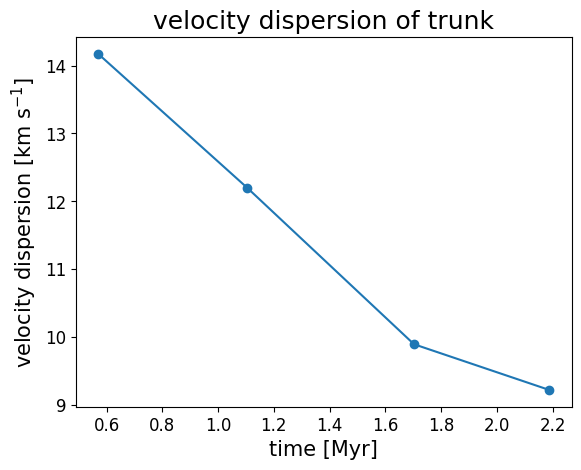 velocity dispersion of trunk
velocity dispersion [km s⁻¹]
14
13
12
11
10
9
0.6 0.8 1.0 1.2 1.4 1.6 1.8 2.0 2.2
time [Myr]